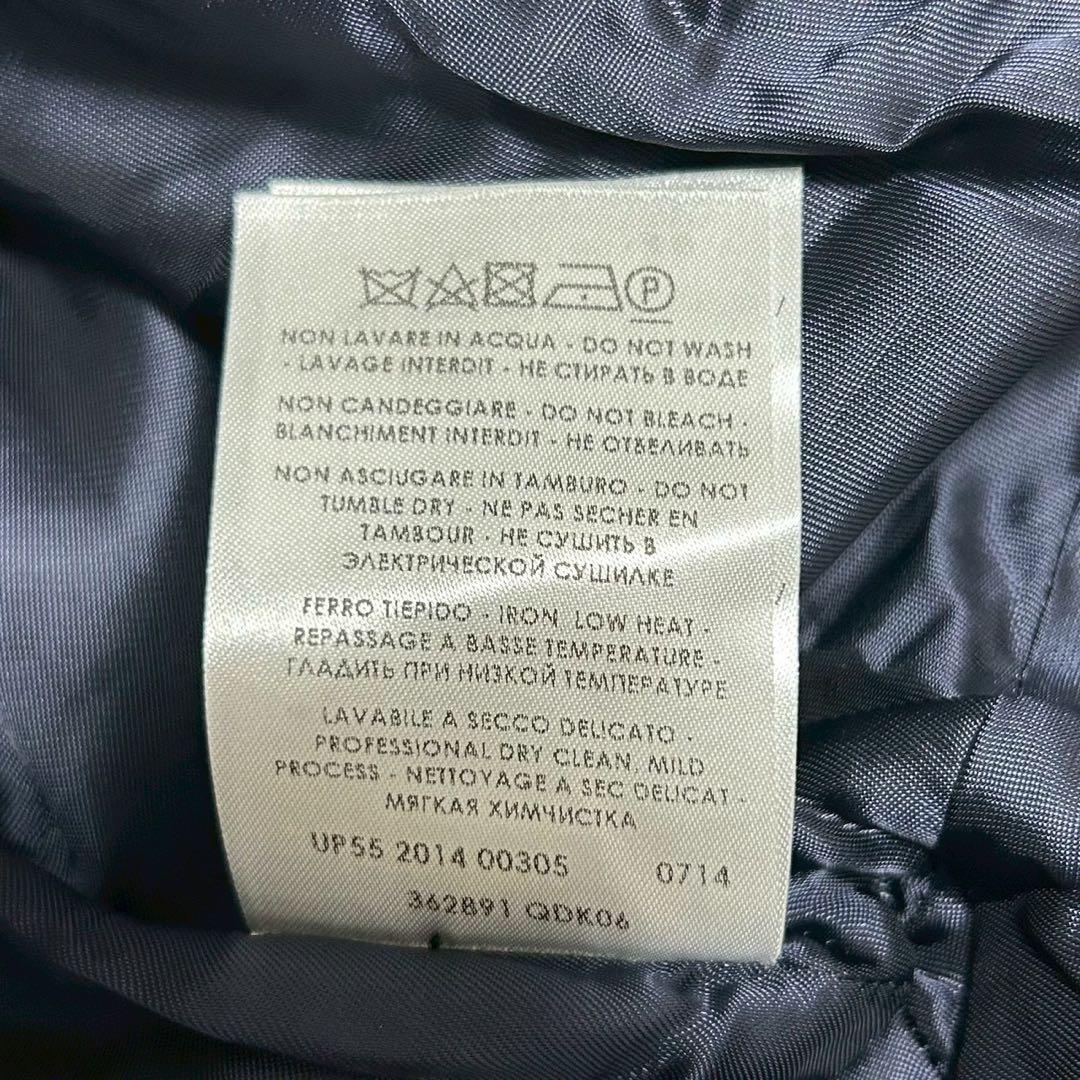 P
NON LAVARE IN ACQUA - DO NOT WASH
- LAVAGE INTERDIT - НЕ СТИРАТЬ В ВОДЕ
NON CANDEGGIARE - DO NOT BLEACH -
BLANCHIMENT INTERDIT - НЕ ОТБЕЛИВАТЬ
NON ASCIUGARE IN TAMBURO - DO NOT
TUMBLE DRY - NE PAS SECHER EN
TAMBOUR - НЕ СУШИТЬ В
ЭЛЕКТРИЧЕСКОЙ СУШИЛКЕ
FERRO TIEPIDO - IRON, LOW HEAT -
REPASSAGE A BASSE TEMPERATURE -
ГЛАДИТЬ ПРИ НИЗКОЙ ТЕМПЕРАТУРЕ
LAVABILE A SECCO DELICATO -
PROFESSIONAL DRY CLEAN, MILD
PROCESS - NETTOYAGE A SEC DELICAT -
МЯГКАЯ ХИМЧИСТКА
UP55 2014 00305 0714
362891 QDK06